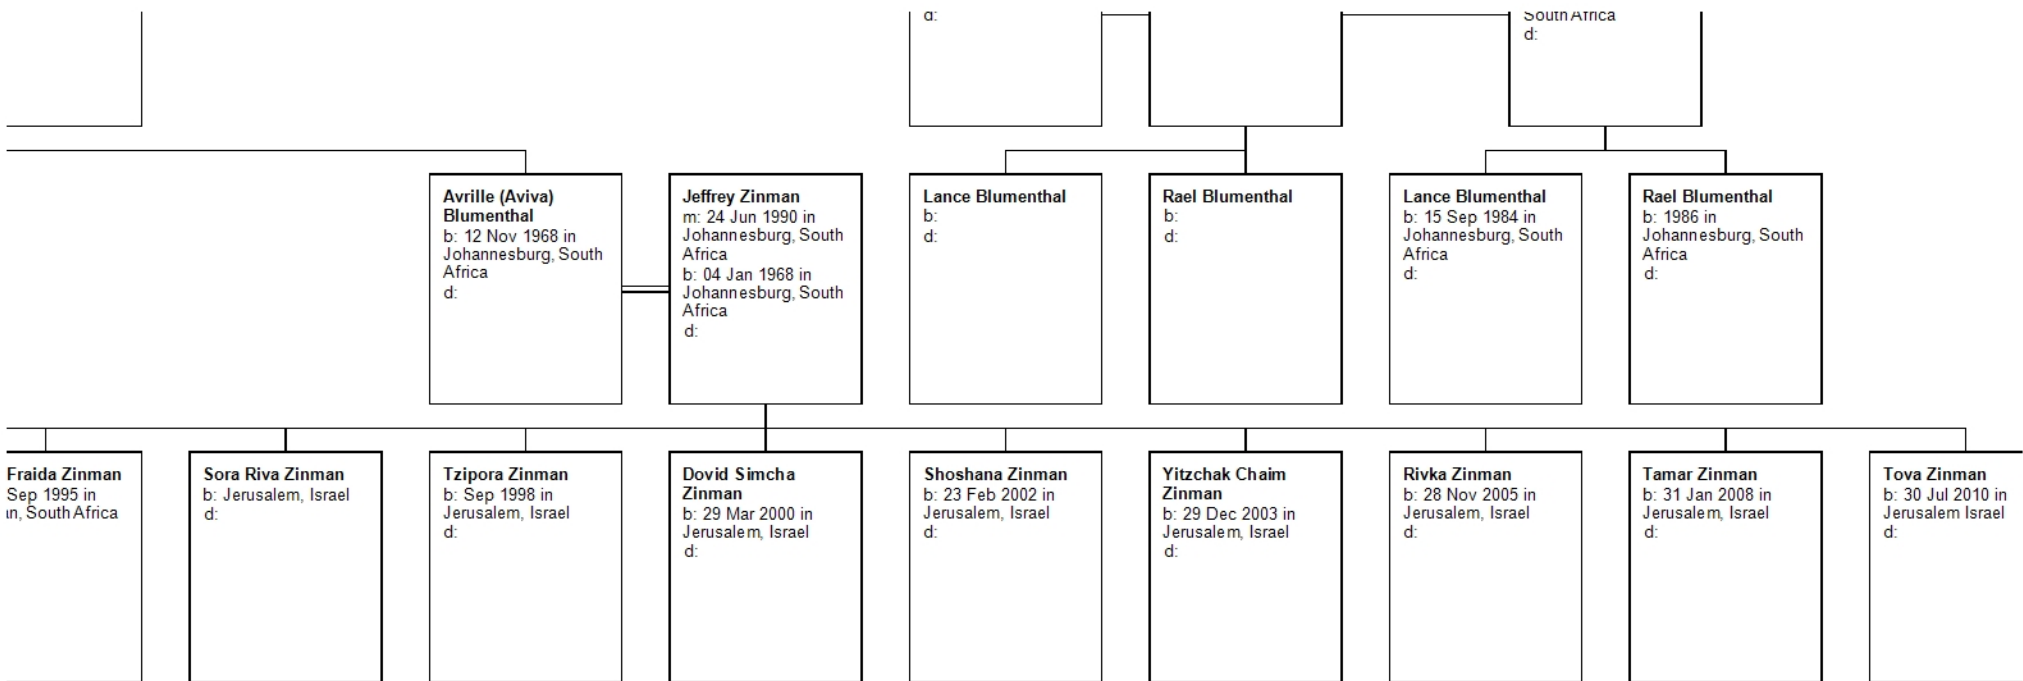 d:
South Africa
d:
Avrille (Aviva)
Blumenthal
b: 12 Nov 1968 in
Johannesburg, South
Africa
d:
Jeffrey Zinman
m: 24 Jun 1990 in
Johannesburg, South
Africa
b: 04 Jan 1968 in
Johannesburg, South
Africa
d:
Lance Blumenthal
b:
d:
Rael Blumenthal
b:
d:
Lance Blumenthal
b: 15 Sep 1984 in
Johannesburg, South
Africa
d:
Rael Blumenthal
b: 1986 in
Johannesburg, South
Africa
d:
Fraida Zinman
Sep 1995 in
South Africa
Sora Riva Zinman
b: Jerusalem, Israel
d:
Tzipora Zinman
b: Sep 1998 in
Jerusalem, Israel
d:
Dovid Simcha
Zinman
b: 29 Mar 2000 in
Jerusalem, Israel
d:
Shoshana Zinman
b: 23 Feb 2002 in
Jerusalem, Israel
d:
Yitzchak Chaim
Zinman
b: 29 Dec 2003 in
Jerusalem, Israel
d:
Rivka Zinman
b: 28 Nov 2005 in
Jerusalem, Israel
d:
Tamar Zinman
b: 31 Jan 2008 in
Jerusalem, Israel
d:
Tova Zinman
b: 30 Jul 2010 in
Jerusalem Israel
d: